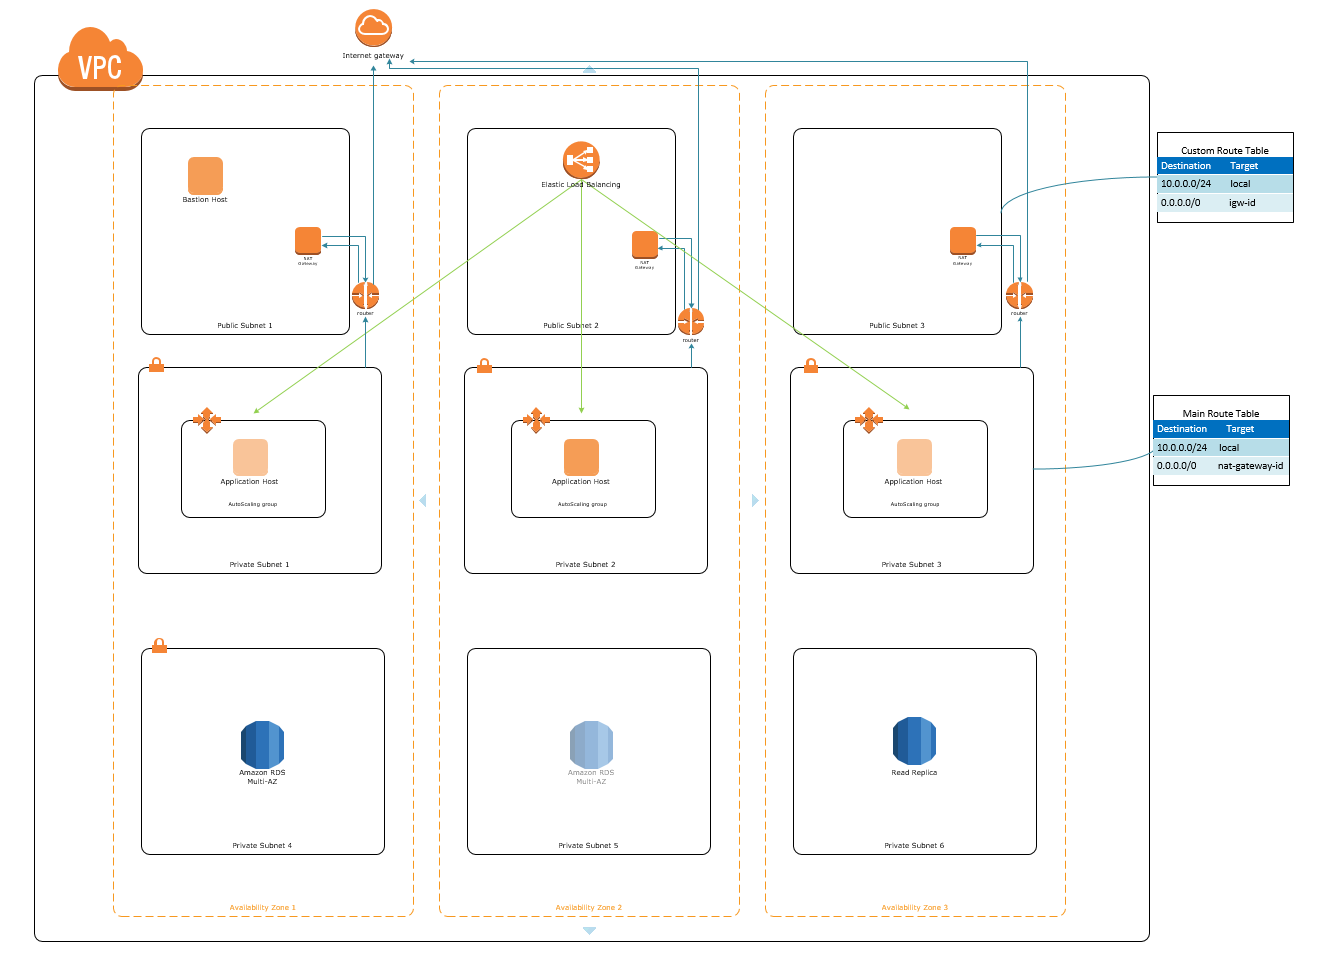 Internet gateway
VPC
Custom Route Table
Destination Target
10.0.0.0/24 local
0.0.0.0/0 igw-id
Bastion Host
Elastic Load Balancing
NAT
Gateway
NAT
Gateway
NAT
Gateway
router
router
router
Public Subnet 1
Public Subnet 2
Public Subnet 3
Main Route Table
Destination Target
10.0.0.0/24 local
0.0.0.0/0 nat-gateway-id
Application Host
AutoScaling group
Application Host
AutoScaling group
Application Host
AutoScaling group
Private Subnet 1
Private Subnet 2
Private Subnet 3
Amazon RDS
Multi-AZ
Amazon RDS
Multi-AZ
Read Replica
Private Subnet 4
Private Subnet 5
Private Subnet 6
Availability Zone 1
Availability Zone 2
Availability Zone 3